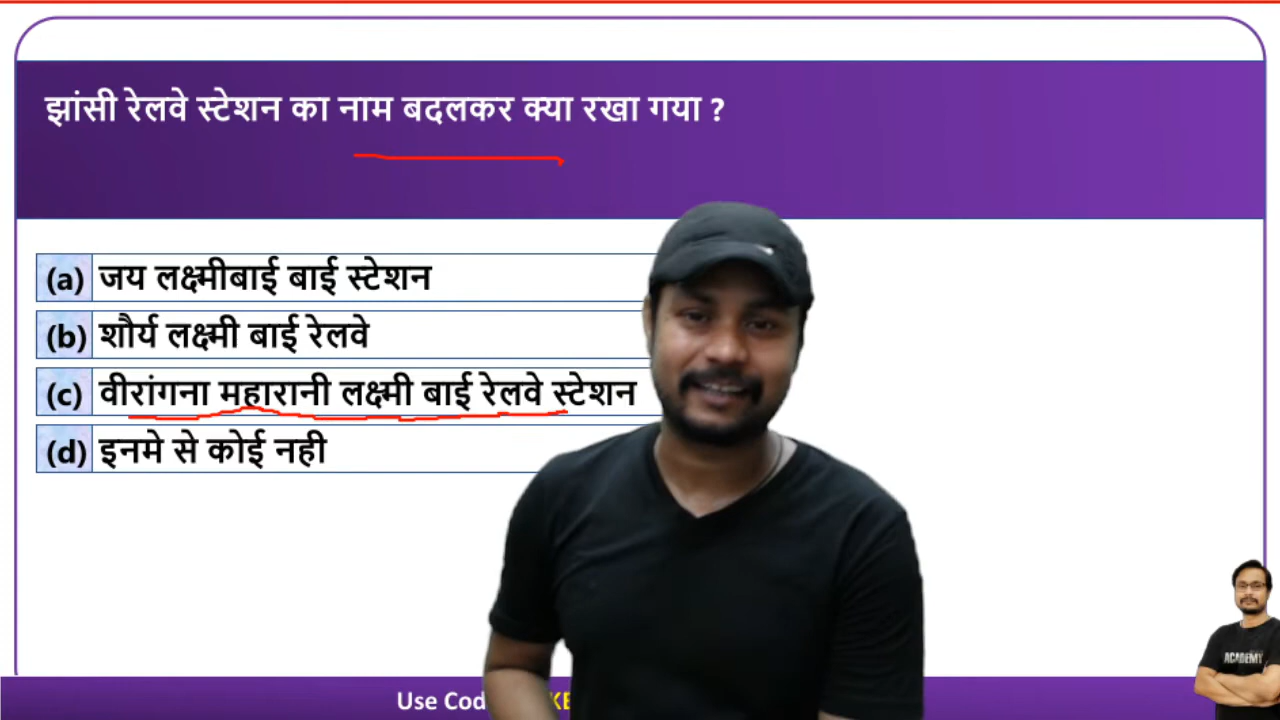 झांसी रेलवे स्टेशन का नाम बदलकर क्या रखा गया ?
(a) जय लक्ष्मीबाई बाई स्टेशन
(b) शौर्य लक्ष्मी बाई रेलवे
(c) वीरांगना महारानी लक्ष्मी बाई रेलवे स्टेशन
(d) इनमे से कोई नही
ACADEMY
Use